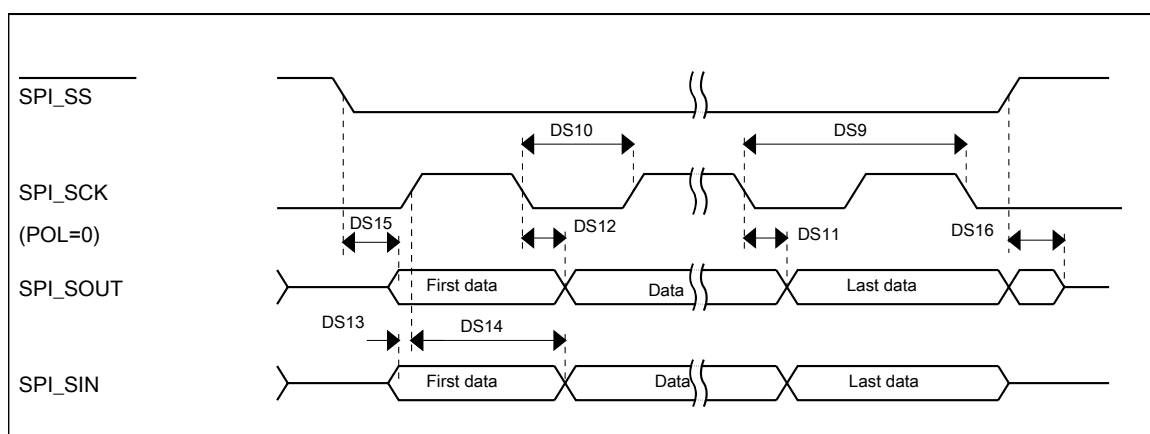 SPI_SS
DS10
DS9
SPI_SCK
(POL=0)
DS15
DS12
DS11
DS16
SPI_SOUT
First data
Data
Last data
DS13
DS14
SPI_SIN
First data
Data
Last data